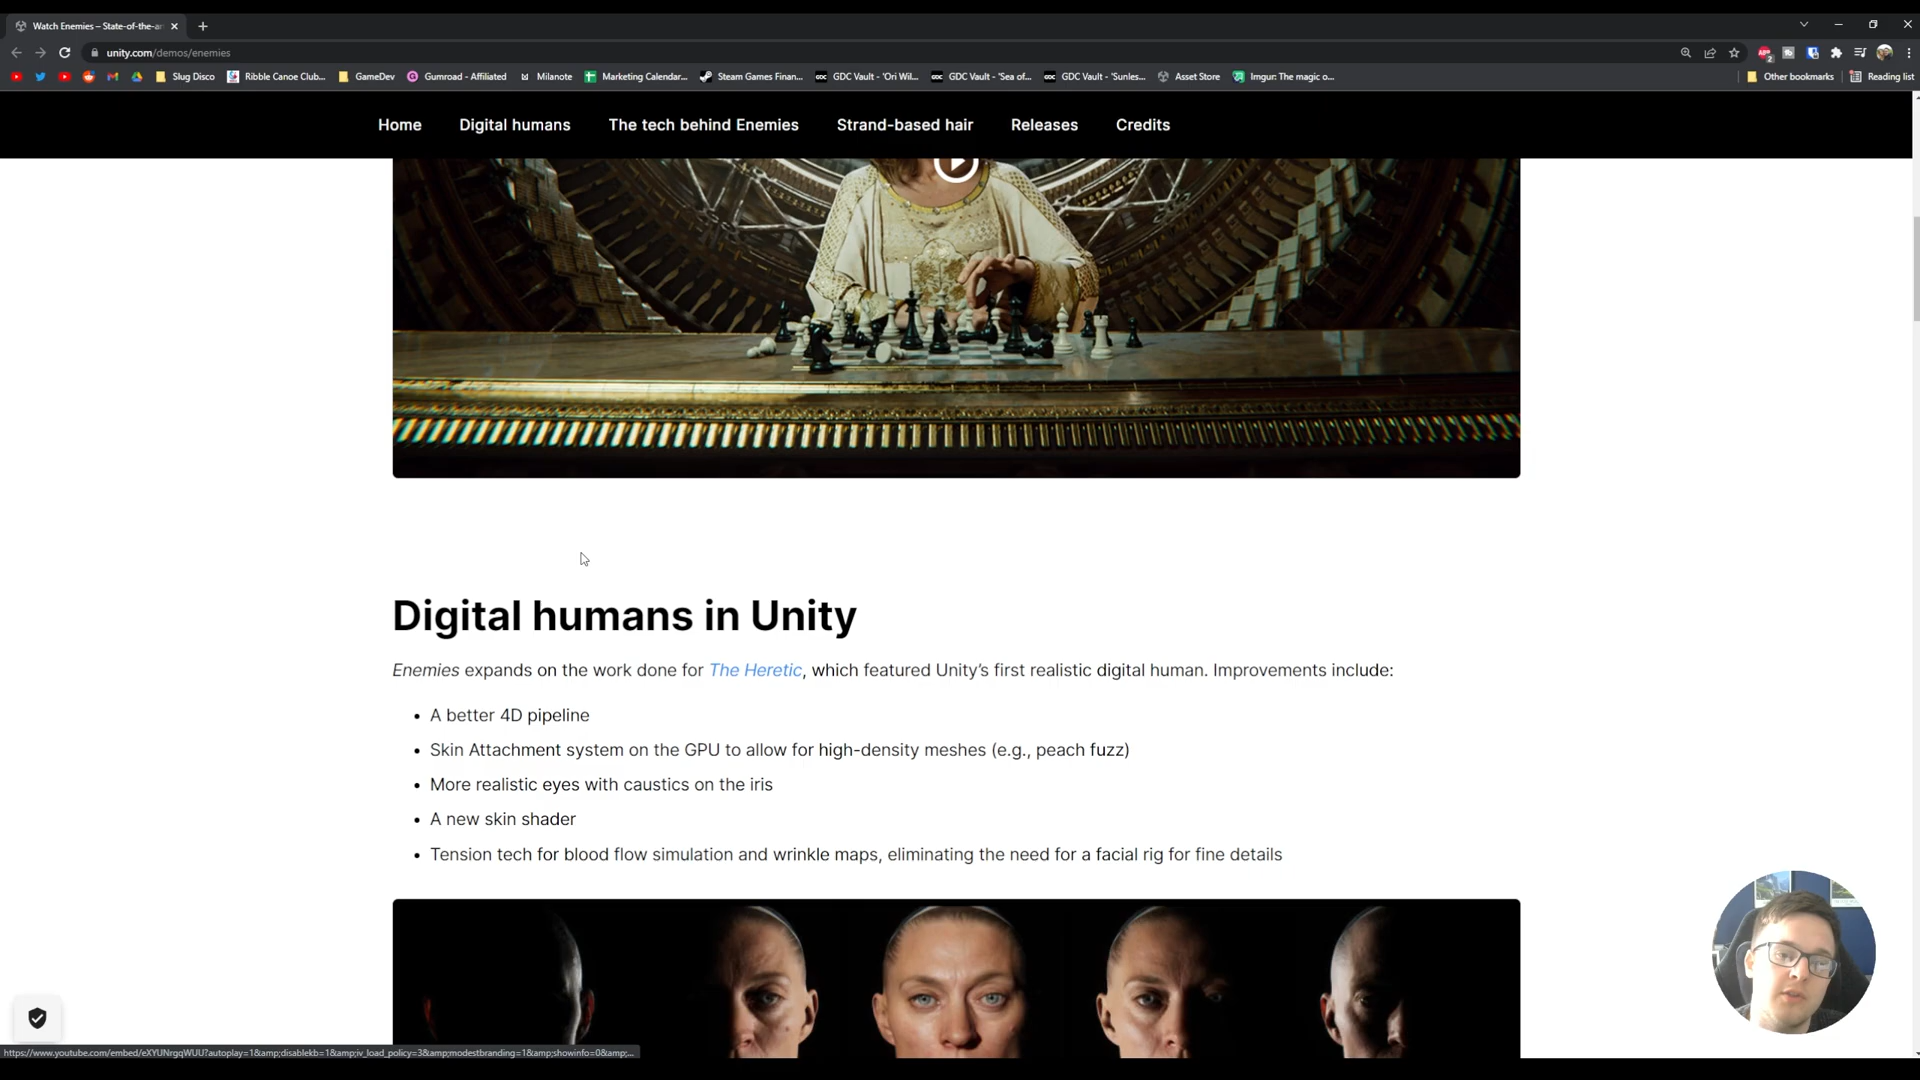 Watch Enemies – State-of-the-ar
unity.com/demos/enemies
Slug Disco
Ribble Canoe Club...
GameDev
Gumroad - Affiliated
Milanote
Marketing Calendar...
Steam Games Finan...
GDC Vault - 'Ori Wil...
GDC Vault - 'Sea of...
GDC Vault - 'Sunles...
Asset Store
Imgur: The magic o...
Other bookmarks
Reading list
Home
Digital humans
The tech behind Enemies
Strand-based hair
Releases
Credits
Digital humans in Unity
Enemies expands on the work done for The Heretic, which featured Unity’s first realistic digital human. Improvements include:
• A better 4D pipeline
• Skin Attachment system on the GPU to allow for high-density meshes (e.g., peach fuzz)
• More realistic eyes with caustics on the iris
• A new skin shader
• Tension tech for blood flow simulation and wrinkle maps, eliminating the need for a facial rig for fine details
https://www.youtube.com/embed/eXYUNrgqWUU?autoplay=1&amp;disablekb=1&amp;iv_load_policy=3&amp;modestbranding=1&amp;showinfo=0&amp;...